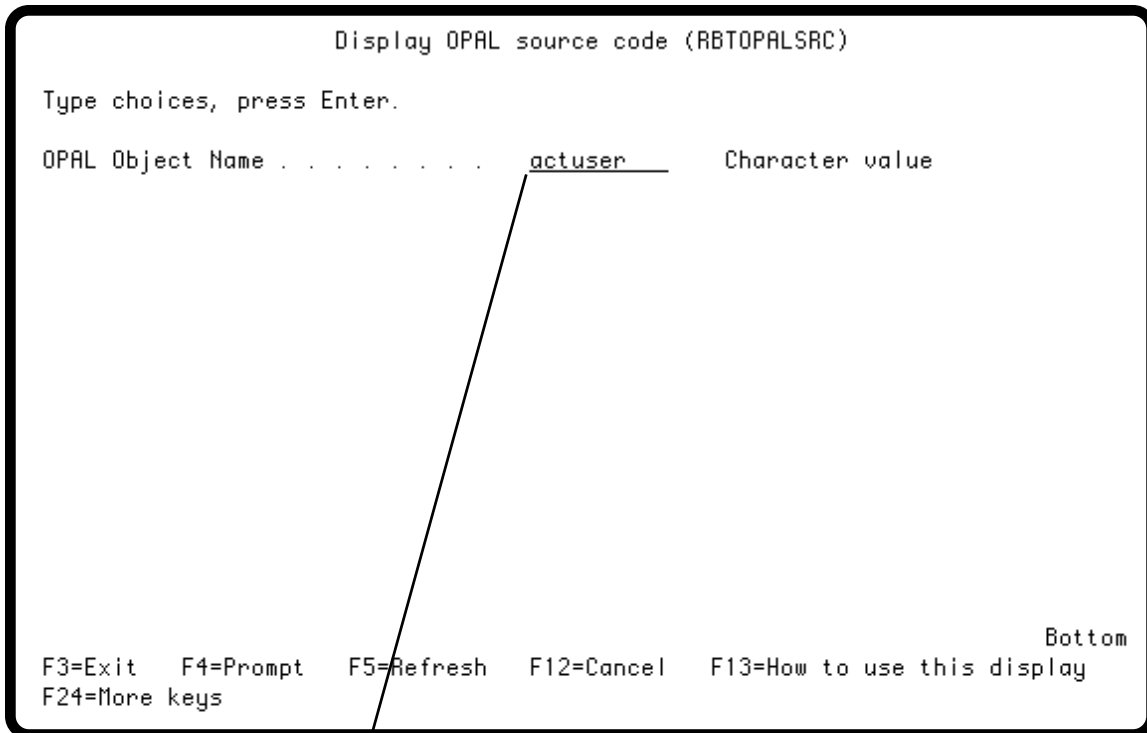 Display OPAL source code (RBTOPALSRC)
Type choices, press Enter.
OPAL Object Name . . . . . . . . actuser Character value
Bottom
F3=Exit F4=Prompt F5=Refresh F12=Cancel F13=How to use this display
F24=More keys